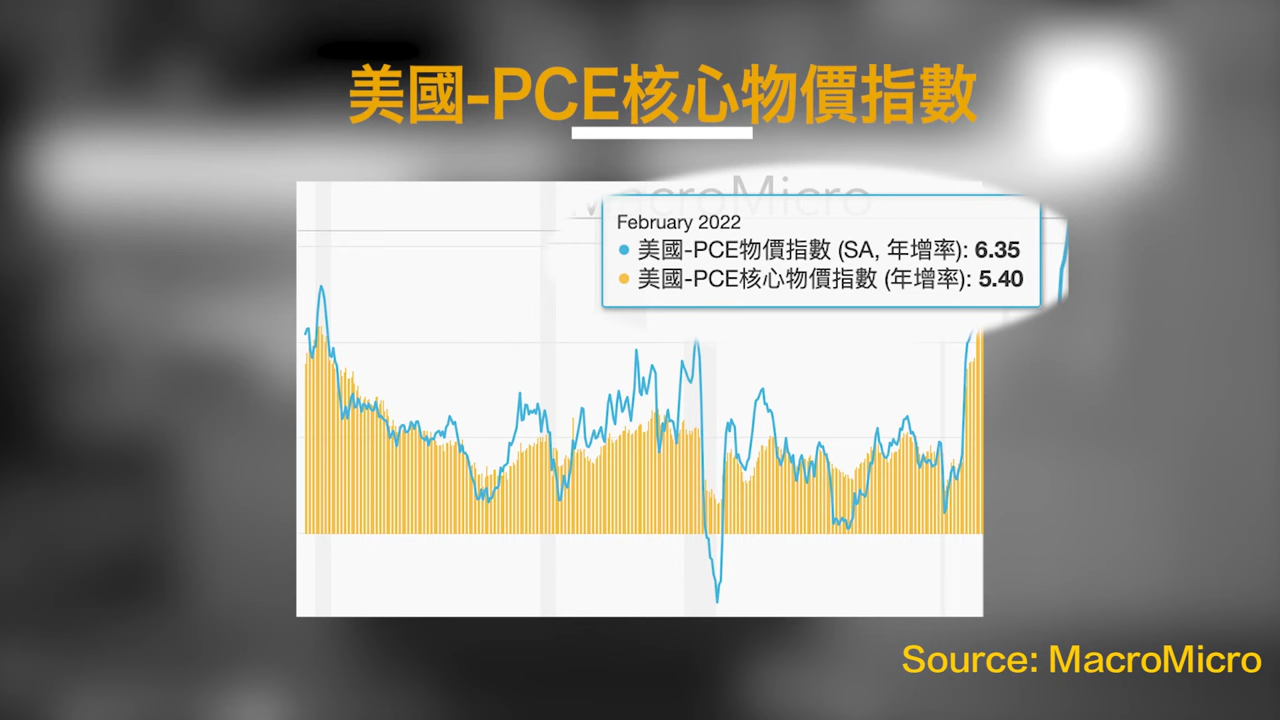 美國-PCE核心物價指數
MacroMicro
February 2022
美國-PCE物價指數 (SA, 年增率): 6.35
美國-PCE核心物價指數 (年增率): 5.40
Source: MacroMicro